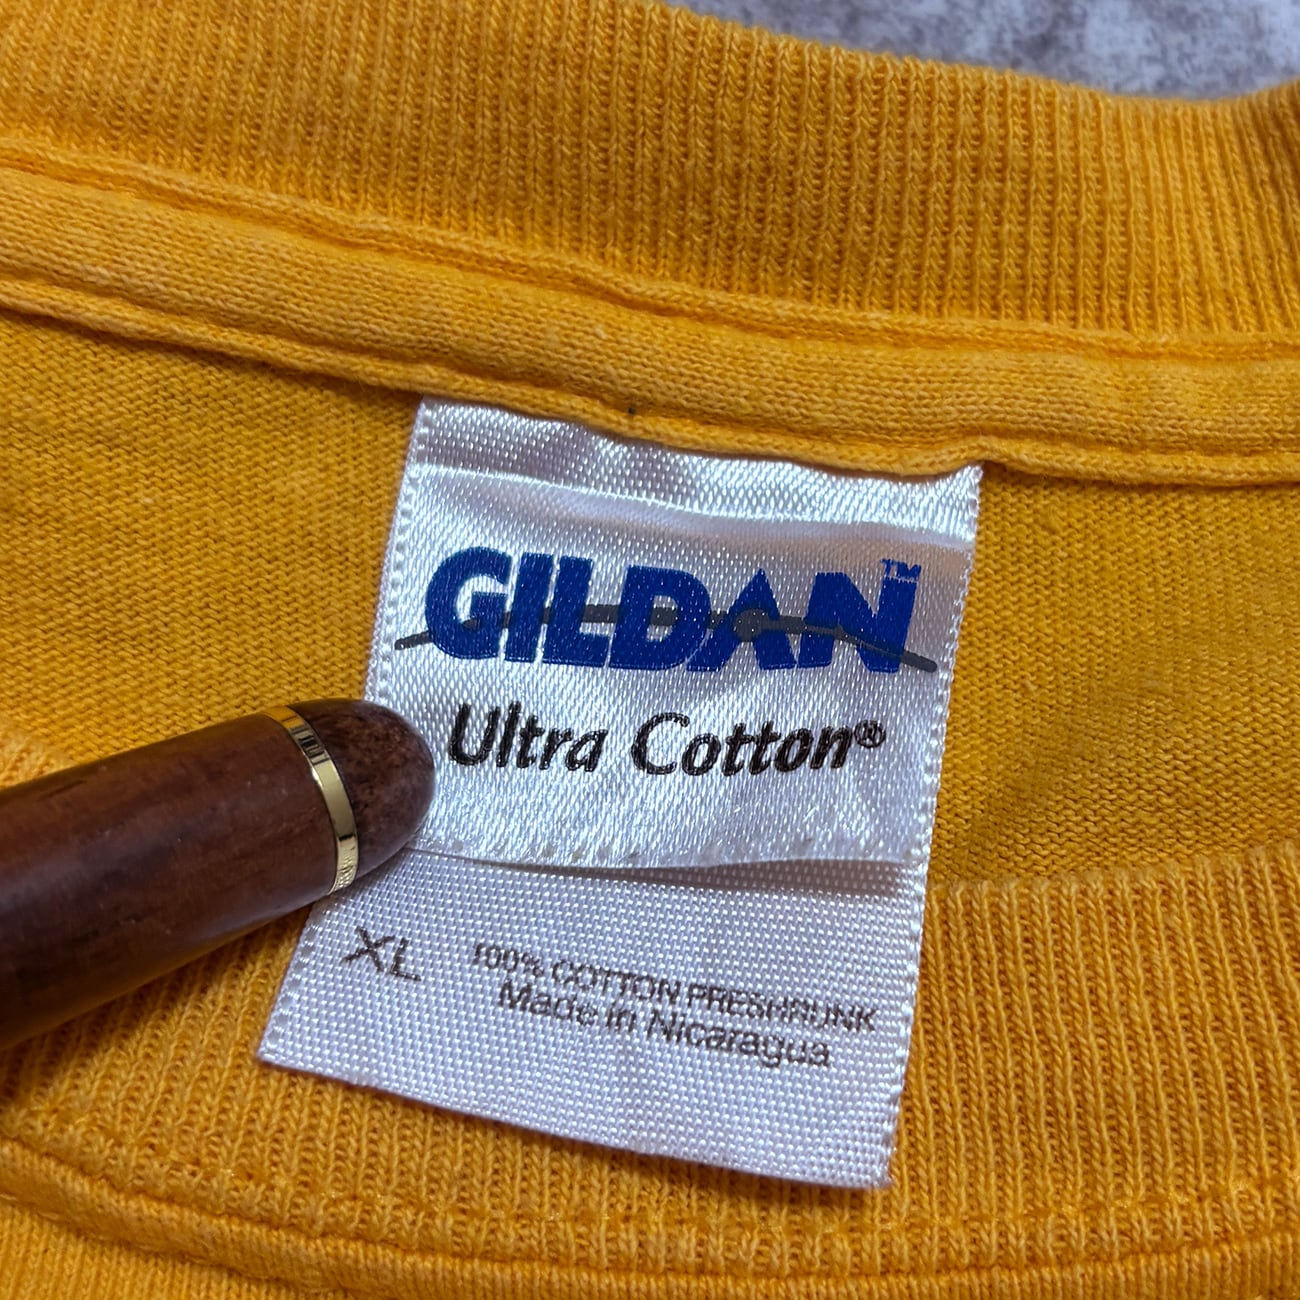 GILDAN™
Ultra Cotton®
XL
100% COTTON PRESHRUNK
Made in Nicaragua